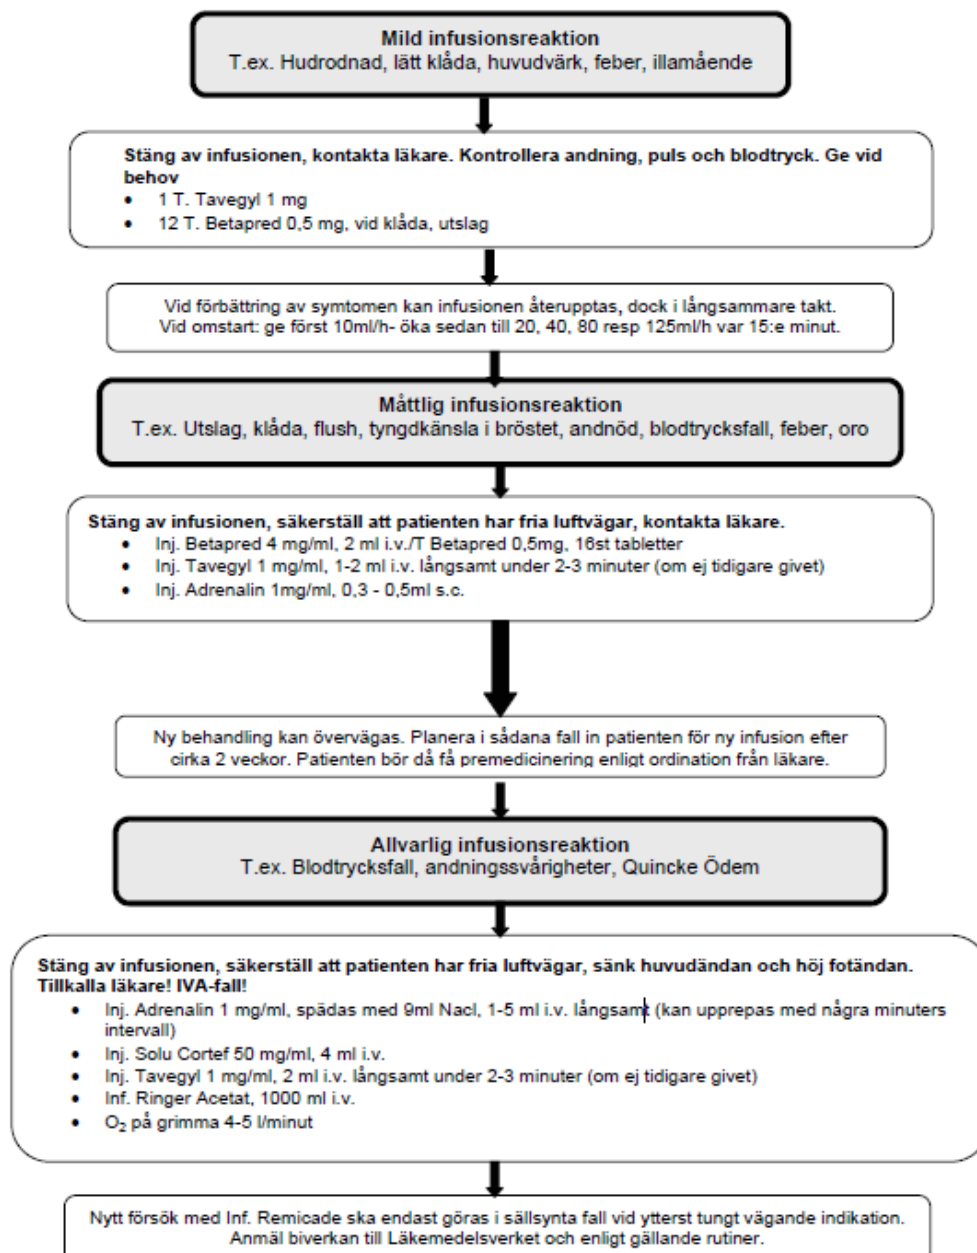 Mild infusionsreaktion
T.ex. Hudrodnad, lätt klåda, huvudvärk, feber, illamående
Stäng av infusionen, kontakta läkare. Kontrollera andning, puls och blodtryck. Ge vid
behov
• 1 T. Tavegyl 1 mg
• 12 T. Betapred 0,5 mg, vid klåda, utslag
Vid förbättring av symtomen kan infusionen återupptas, dock i långsammare takt.
Vid omstart: ge först 10ml/h- öka sedan till 20, 40, 80 resp 125ml/h var 15:e minut.
Måttlig infusionsreaktion
T.ex. Utslag, klåda, flush, tyngdkänsla i bröstet, andnöd, blodtrycksfall, feber, oro
Stäng av infusionen, säkerställ att patienten har fria luftvägar, kontakta läkare.
• Inj. Betapred 4 mg/ml, 2 ml i.v./T Betapred 0,5mg, 16st tabletter
• Inj. Tavegyl 1 mg/ml, 1-2 ml i.v. långsamt under 2-3 minuter (om ej tidigare givet)
• Inj. Adrenalin 1mg/ml, 0,3 - 0,5ml s.c.
Ny behandling kan övervägas. Planera i sådana fall in patienten för ny infusion efter
cirka 2 veckor. Patienten bör då få premedicinering enligt ordination från läkare.
Allvarlig infusionsreaktion
T.ex. Blodtrycksfall, andningssvårigheter, Quincke Ödem
Stäng av infusionen, säkerställ att patienten har fria luftvägar, sänk huvudändan och höj fotändan.
Tillkalla läkare! IVA-fall!
• Inj. Adrenalin 1 mg/ml, spädas med 9ml Nacl, 1-5 ml i.v. långsamt (kan upprepas med några minuters
intervall)
• Inj. Solu Cortef 50 mg/ml, 4 ml i.v.
• Inj. Tavegyl 1 mg/ml, 2 ml i.v. långsamt under 2-3 minuter (om ej tidigare givet)
• Inf. Ringer Acetat, 1000 ml i.v.
• O₂ på grimma 4-5 l/minut
Nytt försök med Inf. Remicade ska endast göras i sällsynta fall vid ytterst tungt vägande indikation.
Anmäl biverkan till Läkemedelsverket och enligt gällande rutiner.